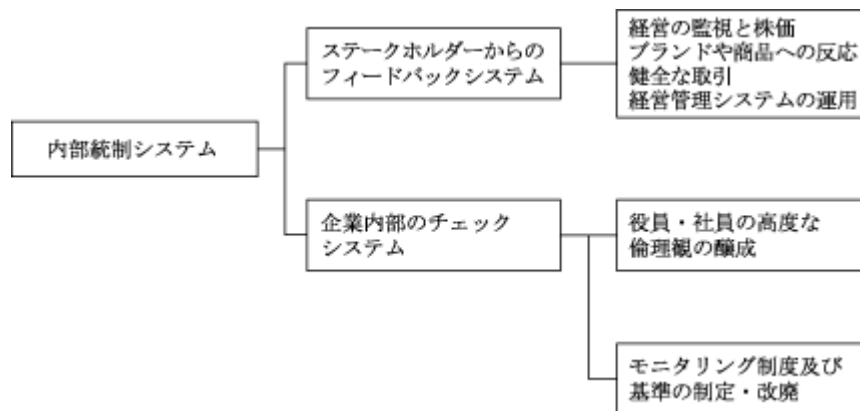 内部統制システム
ステークホルダーからの
フィードバックシステム
経営の監視と株価
ブランドや商品への反応
健全な取引
経営管理システムの運用
企業内部のチェック
システム
役員・社員の高度な
倫理観の醸成
モニタリング制度及び
基準の制定・改廃